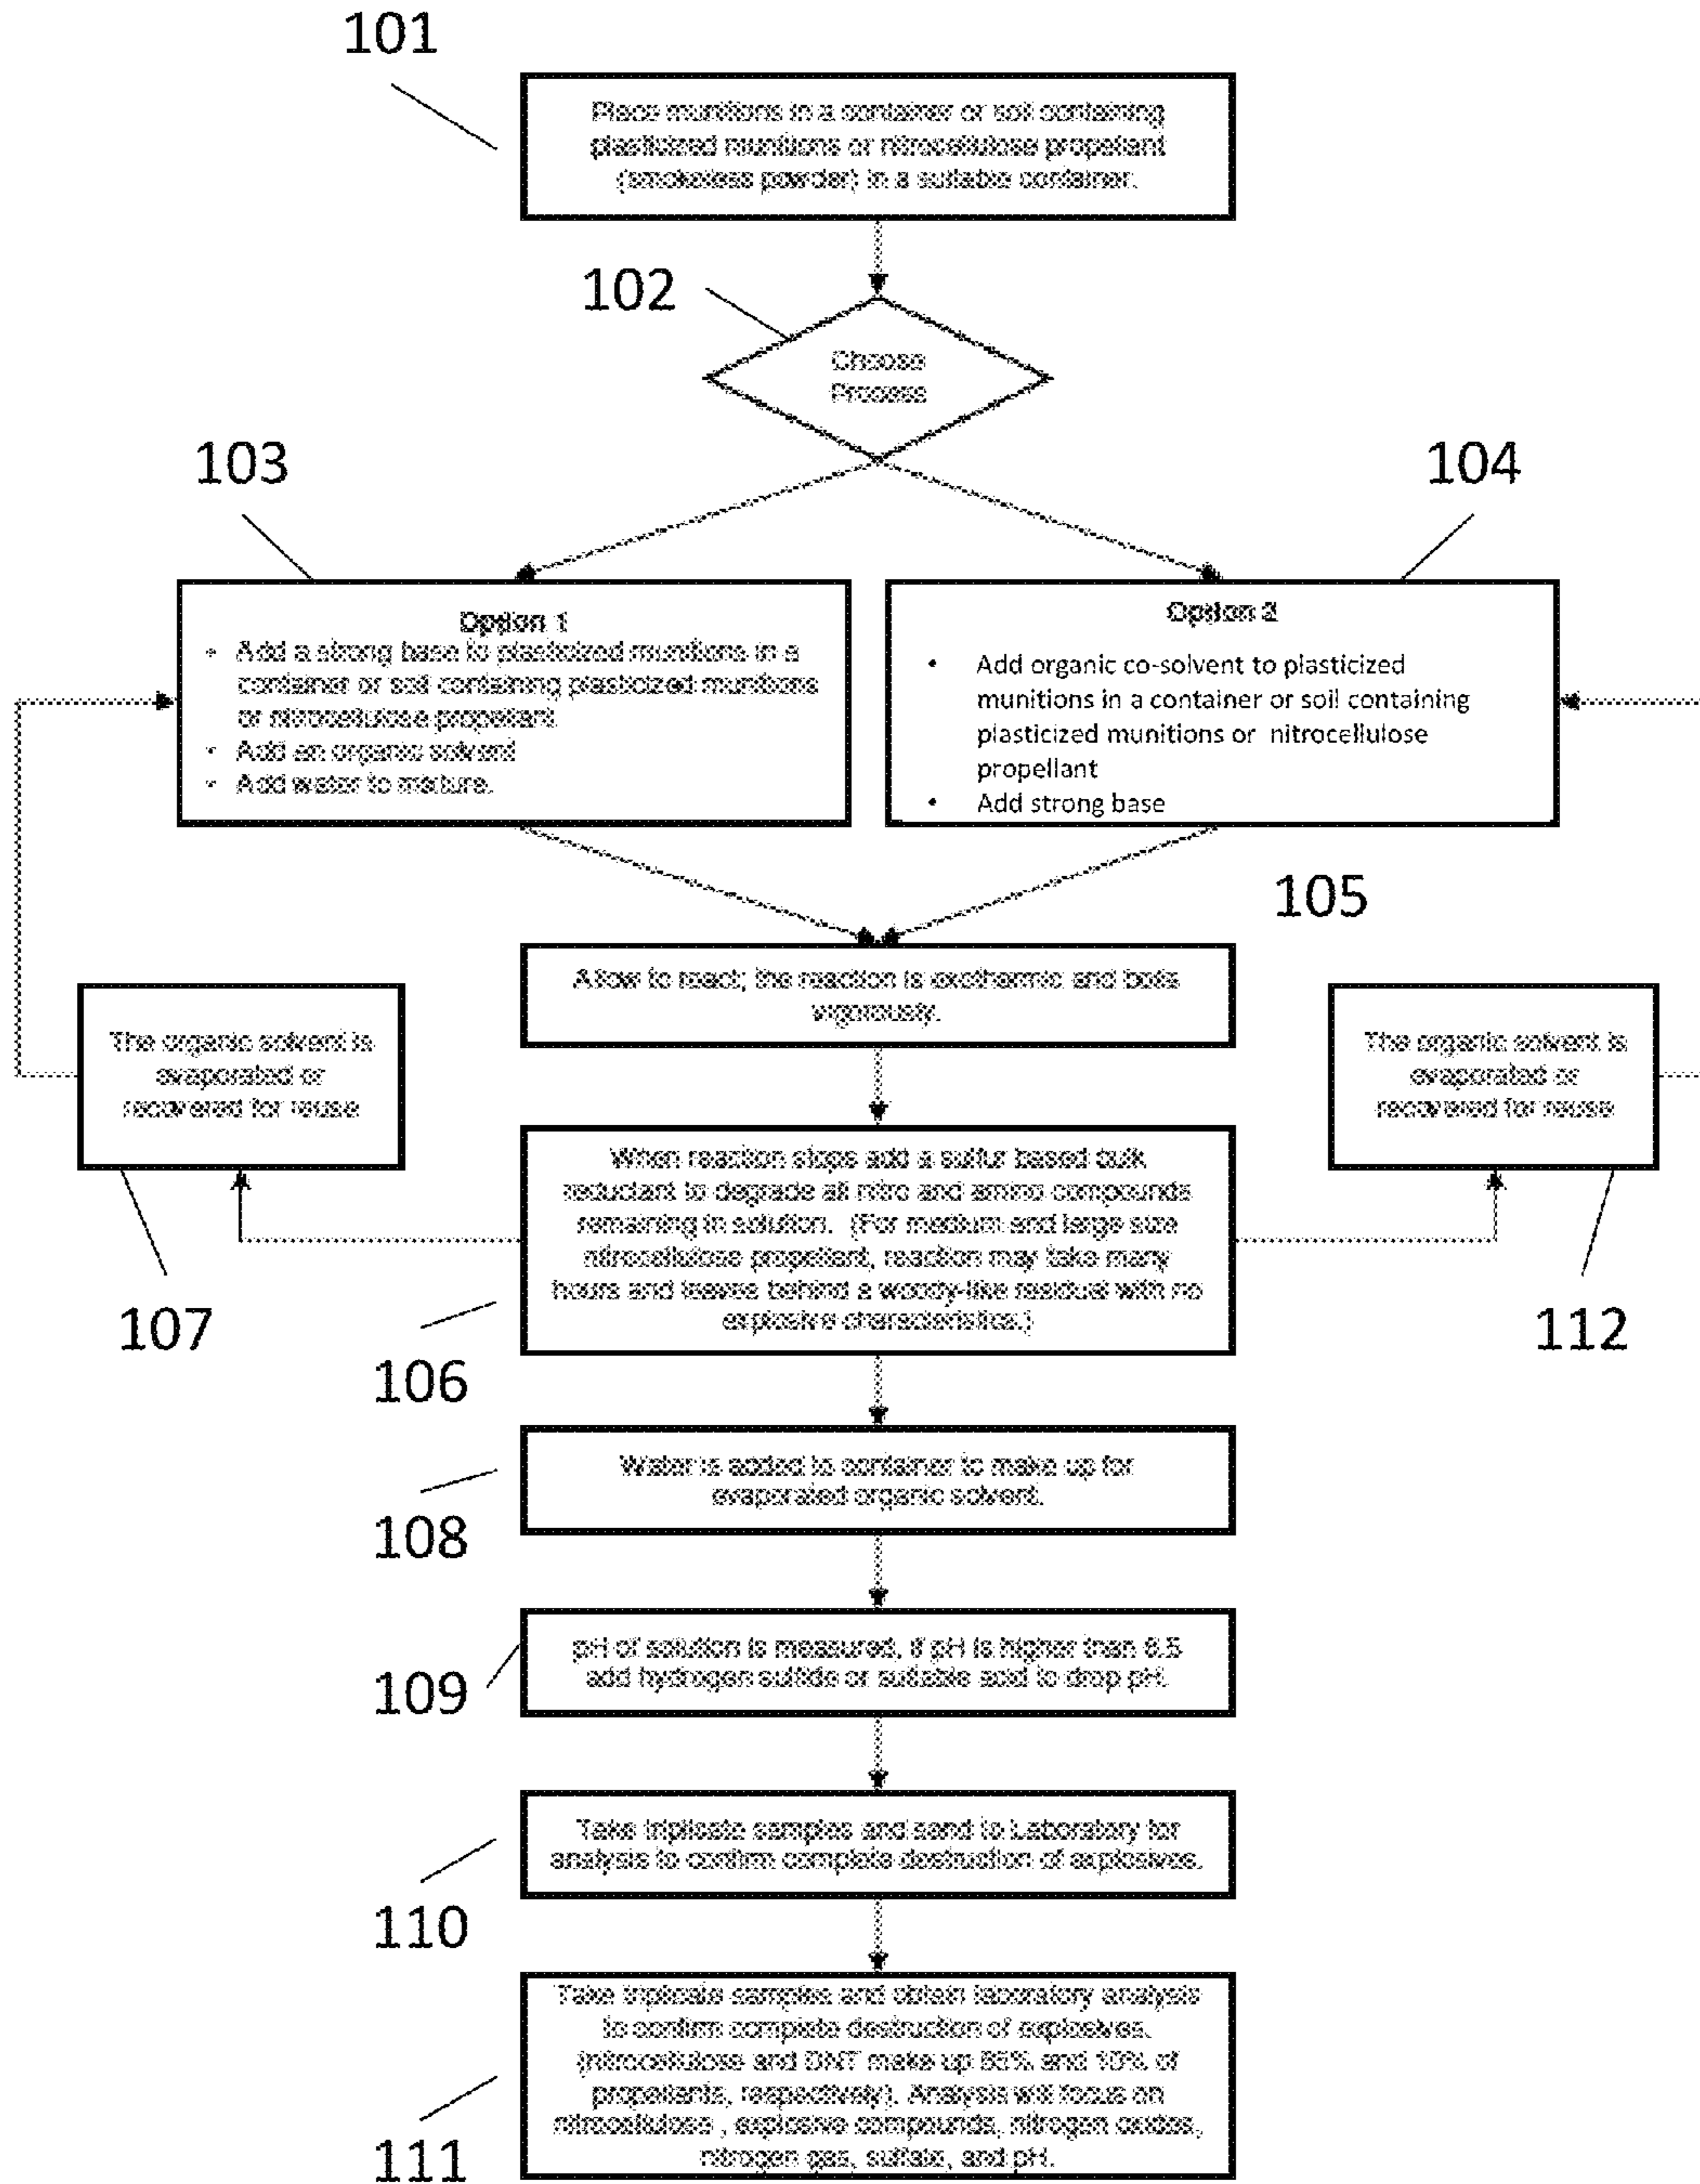 101
Place munitions in a container or soil containing
plasticized munitions or nitrocellulose propellant
(smokeless powder) in a suitable container.
102
Choose
Process
103
104
Option 1
• Add a strong base to plasticized munitions in a
container or soil containing plasticized munitions
or nitrocellulose propellant
• Add an organic solvent
• Add water to mixture.
Option 2
• Add organic co-solvent to plasticized
munitions in a container or soil containing
plasticized munitions or nitrocellulose
propellant
• Add strong base
105
Allow to react; the reaction is exothermic and boils
vigorously.
The organic solvent is
evaporated or
recovered for reuse
107
The organic solvent is
evaporated or
recovered for reuse
112
When reaction stops add a sulfur based bulk
reductant to degrade all nitro and amino compounds
remaining in solution. (For medium and large size
nitrocellulose propellant, reaction may take many
hours and leaves behind a woody-like residual with no
explosive characteristics.)
106
Water is added to container to make up for
evaporated organic solvent.
108
pH of solution is measured, if pH is higher than
add hydrogen sulfide or suitable acid to drop pH.
109
Take triplicate samples and send to Laboratory for
analysis to confirm complete destruction of explosives.
110
Take triplicate samples and obtain laboratory analysis
to confirm complete destruction of explosives.
(nitrocellulose and DNT make up and 10% of
propellants, respectively). Analysis will focus on
nitrocellulose, explosive compounds, nitrogen oxides,
nitrogen gas, sulfate, and pH.
111